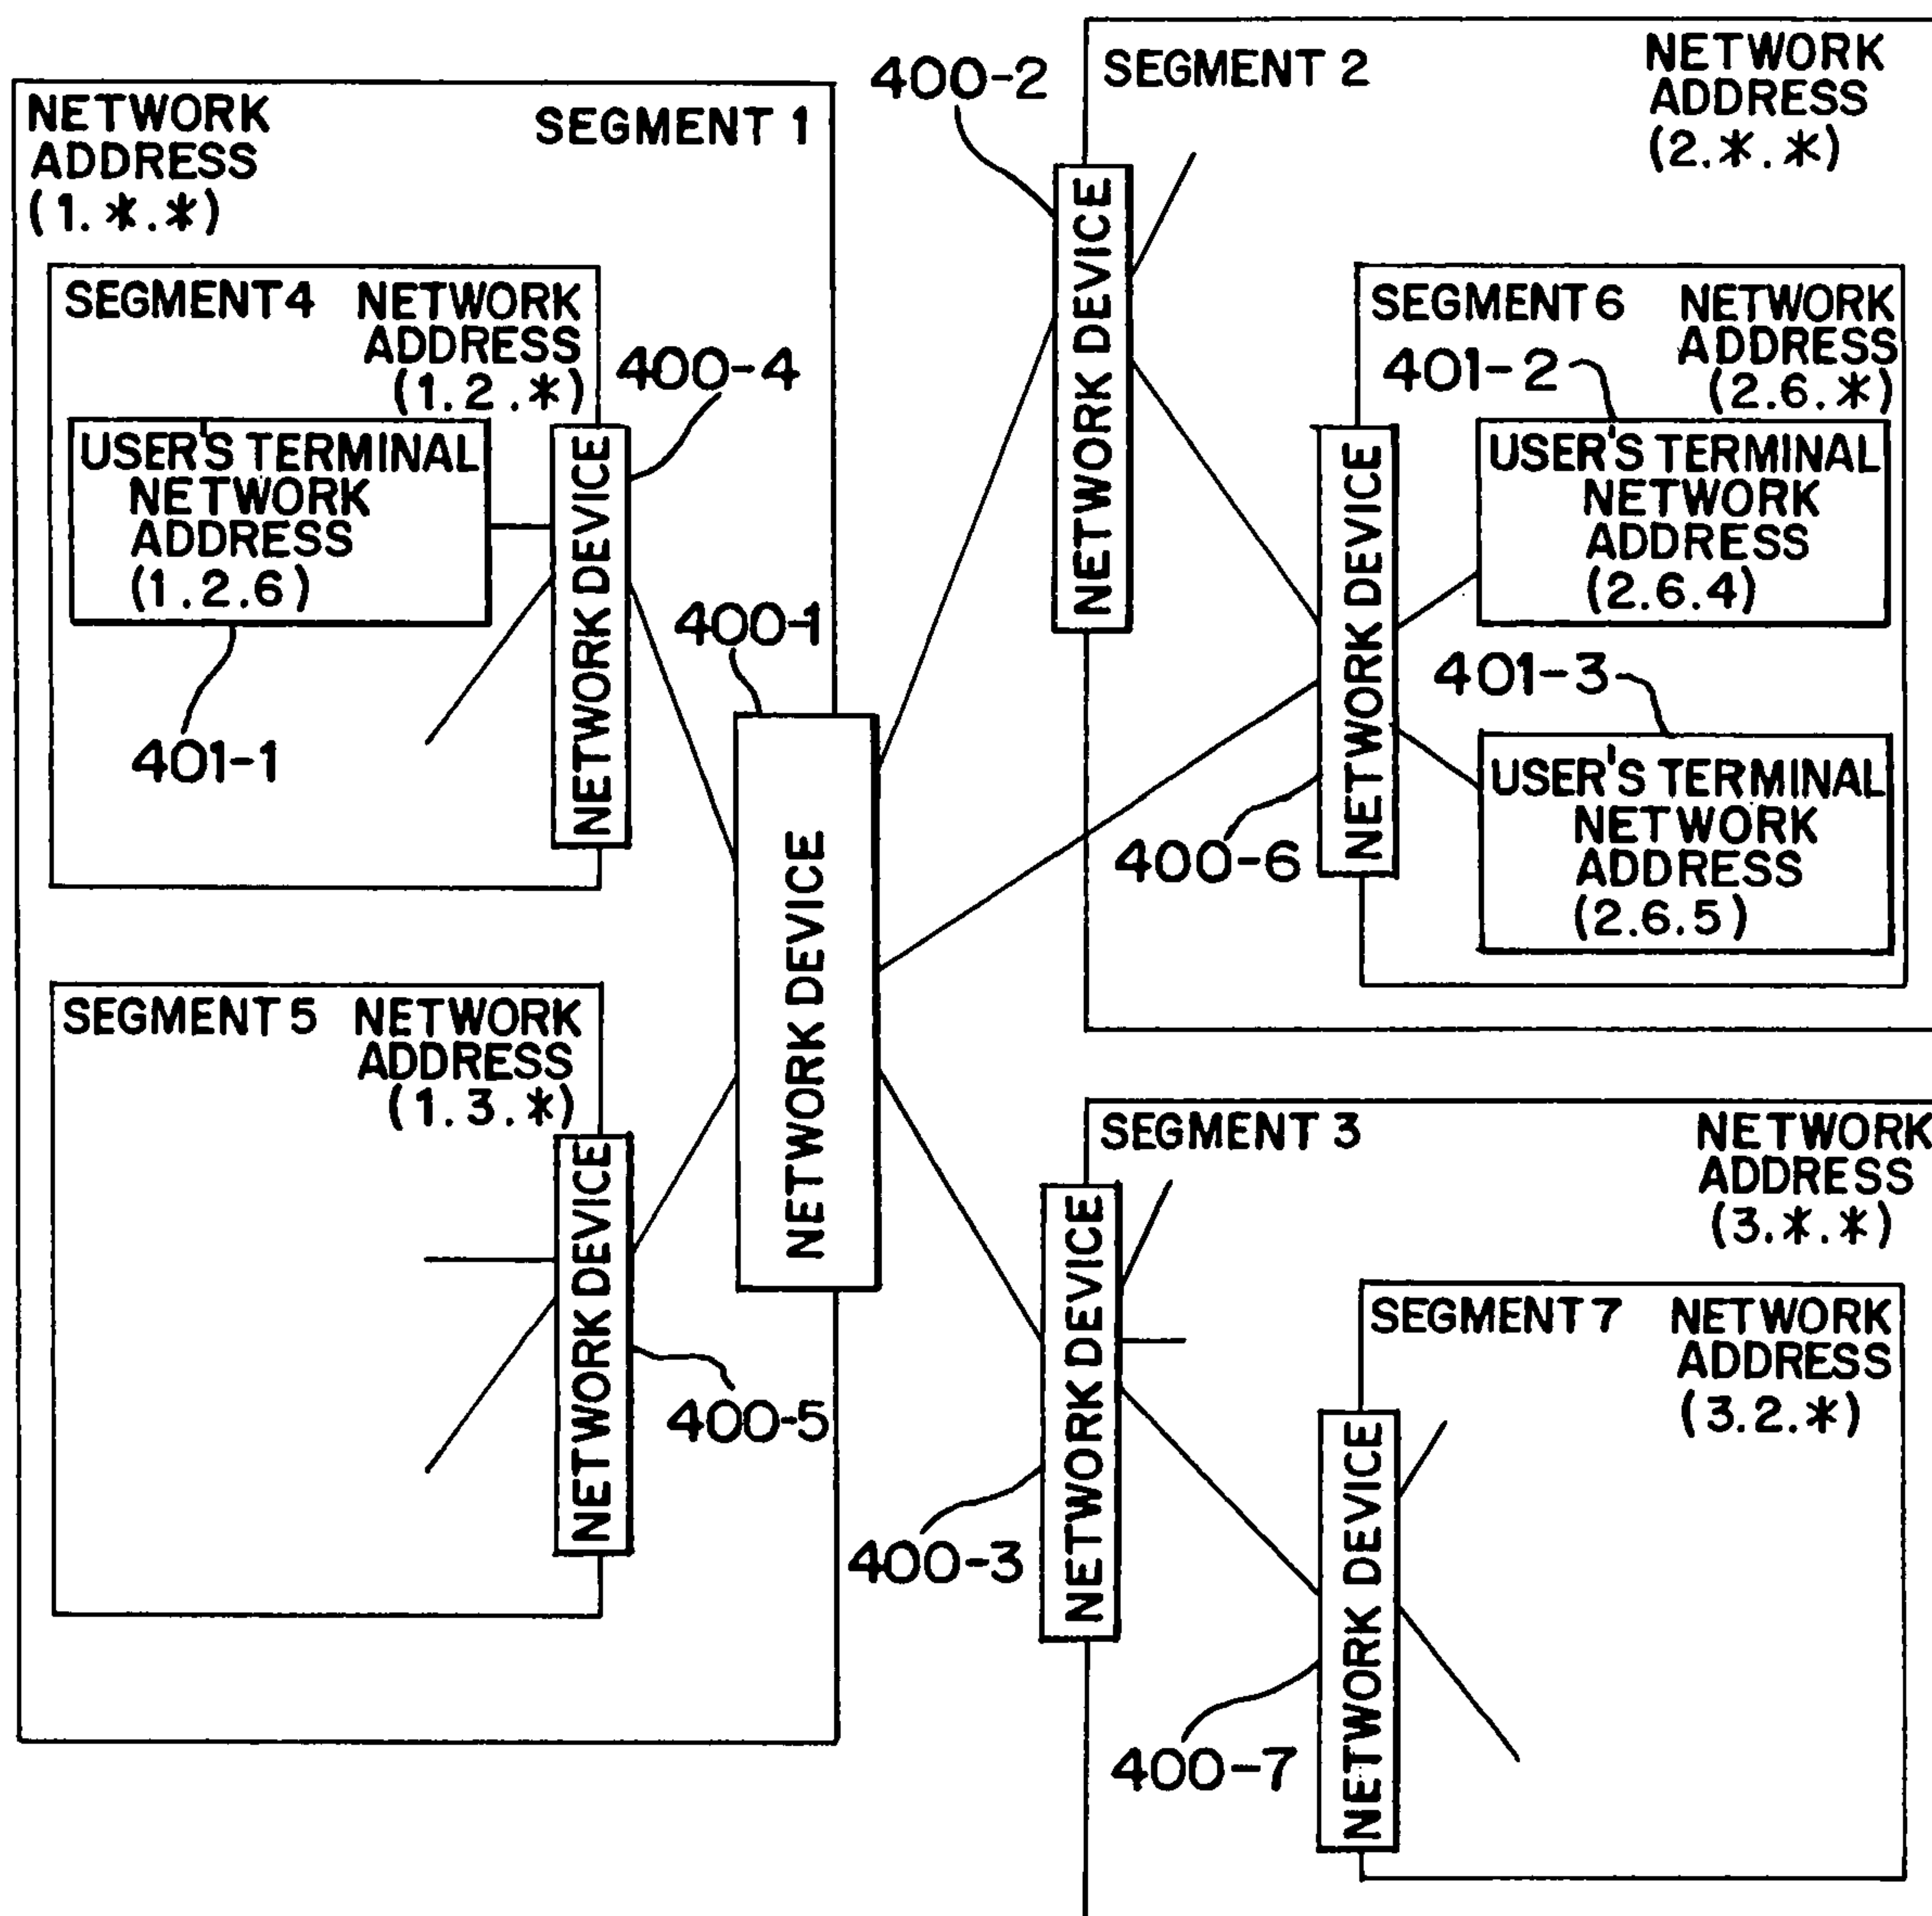 NETWORK
ADDRESS
(1.*.*)
SEGMENT 1
SEGMENT4
NETWORK
ADDRESS
(1.2.*)
400-4
USER'S TERMINAL
NETWORK
ADDRESS
(1.2.6)
401-1
NETWORK DEVICE
400-1
NETWORK DEVICE
SEGMENT 5
NETWORK
ADDRESS
(1.3.*)
NETWORK DEVICE
400-5
400-2
SEGMENT 2
NETWORK
ADDRESS
(2.*.*)
NETWORK DEVICE
SEGMENT 6
NETWORK
ADDRESS
(2.6.*)
401-2
USER'S TERMINAL
NETWORK
ADDRESS
(2.6.4)
NETWORK DEVICE
401-3
USER'S TERMINAL
NETWORK
ADDRESS
(2.6.5)
400-6
SEGMENT 3
NETWORK
ADDRESS
(3.*.*)
NETWORK DEVICE
400-3
SEGMENT 7
NETWORK
ADDRESS
(3.2.*)
NETWORK DEVICE
400-7